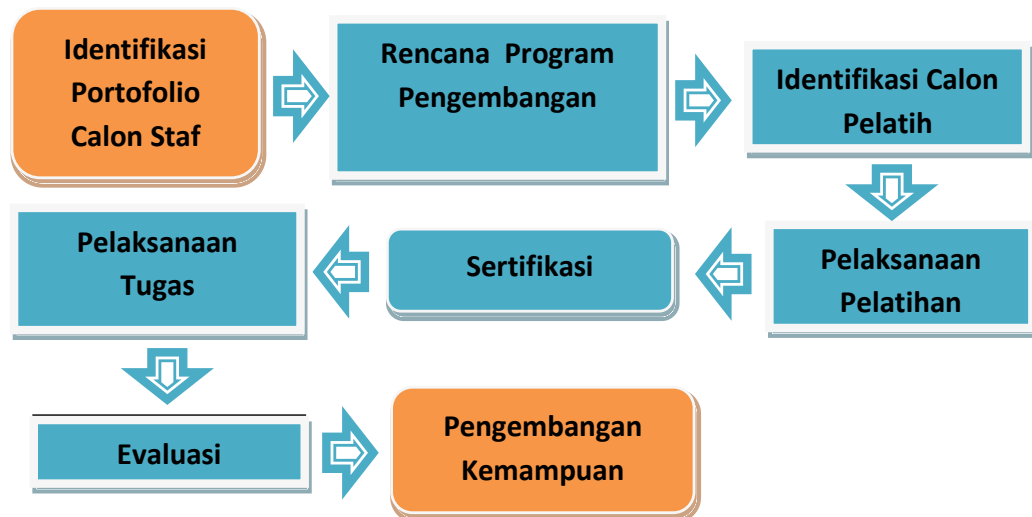 Identifikasi
Portofolio
Calon Staf
Rencana Program
Pengembangan
Identifikasi Calon
Pelatih
Pelaksanaan
Pelatihan
Sertifikasi
Pelaksanaan
Tugas
Evaluasi
Pengembangan
Kemampuan